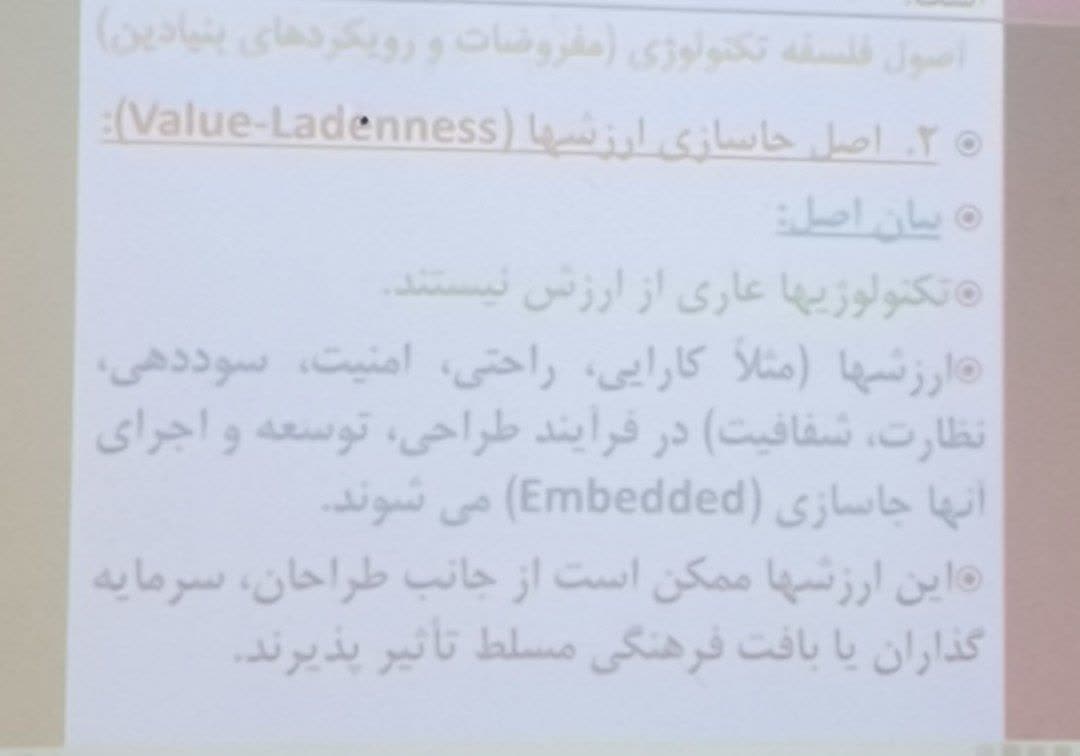 اصول فلسفه تکنولوژی (مفروضات و رویکردهای بنیادین)
۲. اصل جاسازی ارزشها (Value-Ladenness):
بیان اصل:
تکنولوژیها عاری از ارزش نیستند.
ارزشها (مثلاً کارایی، راحتی، امنیت، سوددهی،
نظارت، شفافیت) در فرآیند طراحی، توسعه و اجرای
آنها جاسازی (Embedded) می شوند.
این ارزشها ممکن است از جانب طراحان، سرمایه
گذاران یا بافت فرهنگی مسلط تأثیر پذیرند.